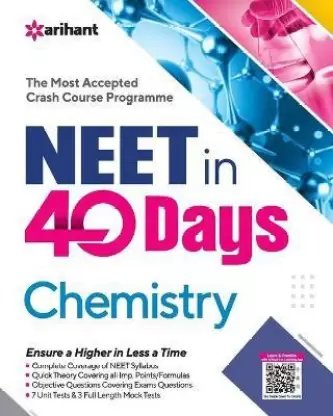 arihant
The Most Accepted
Crash Course Programme
NEET in
40 Days
Chemistry
Ensure a Higher in Less a Time
• Complete Coverage of NEET Syllabus
• Quick Theory Covering all Imp. Points/Formulas
• Objective Questions Covering Exams Questions
• 7 Unit Tests & 3 Full Length Mock Tests